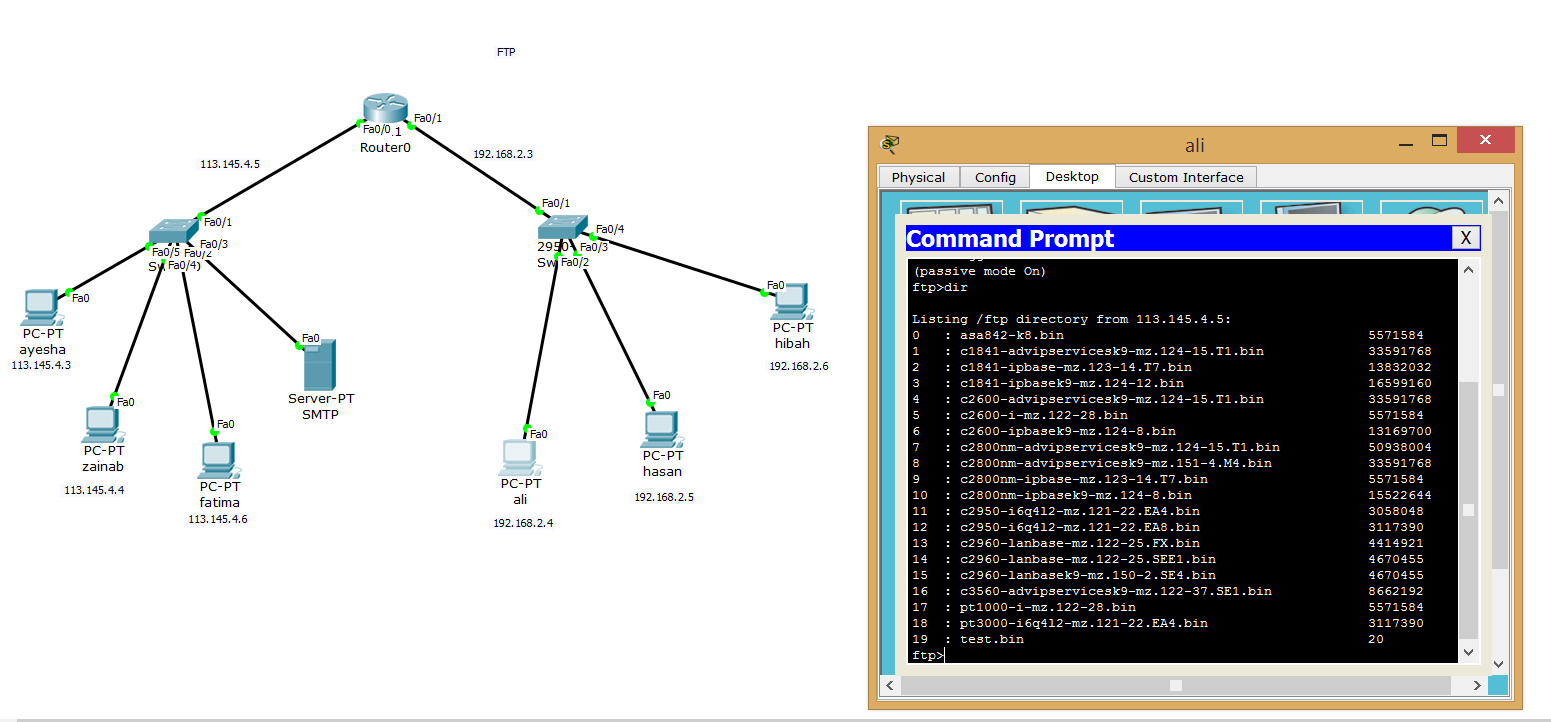 FTP
Fa0/1
Fa0/0
.1
Router0
113.145.4.5
192.168.2.3
Fa0/1
Fa0/1
Fa0/4
Fa0/3
Fa0/5
Fa0/2
Fa0/4
Fa0/3
Fa0/2
2950
Sw
Fa0
PC-PT
ayesha
113.145.4.3
Fa0
PC-PT
zainab
113.145.4.4
Fa0
PC-PT
fatima
113.145.4.6
Fa0
Server-PT
SMTP
Fa0
PC-PT
ali
192.168.2.4
Fa0
PC-PT
hasan
192.168.2.5
Fa0
PC-PT
hibah
192.168.2.6
ali
Physical Config Desktop Custom Interface
Command Prompt X
(passive mode On)
ftp>dir
Listing /ftp directory from 113.145.4.5:
0 : asa842-k8.bin 5571584
1 : c1841-advipservicesk9-mz.124-15.T1.bin 33591768
2 : c1841-ipbase-mz.123-14.T7.bin 13832032
3 : c1841-ipbasek9-mz.124-12.bin 16599160
4 : c2600-advipservicesk9-mz.124-15.T1.bin 33591768
5 : c2600-i-mz.122-28.bin 5571584
6 : c2600-ipbasek9-mz.124-8.bin 13169700
7 : c2800nm-advipservicesk9-mz.124-15.T1.bin 50938004
8 : c2800nm-advipservicesk9-mz.151-4.M4.bin 33591768
9 : c2800nm-ipbase-mz.123-14.T7.bin 5571584
10 : c2800nm-ipbasek9-mz.124-8.bin 15522644
11 : c2950-i6q4l2-mz.121-22.EA4.bin 3058048
12 : c2950-i6q4l2-mz.121-22.EA8.bin 3117390
13 : c2960-lanbase-mz.122-25.FX.bin 4414921
14 : c2960-lanbase-mz.122-25.SEE1.bin 4670455
15 : c2960-lanbasek9-mz.150-2.SE4.bin 4670455
16 : c3560-advipservicesk9-mz.122-37.SE1.bin 8662192
17 : pt1000-i-mz.122-28.bin 5571584
18 : pt3000-i6q4l2-mz.121-22.EA4.bin 3117390
19 : test.bin 20
ftp>